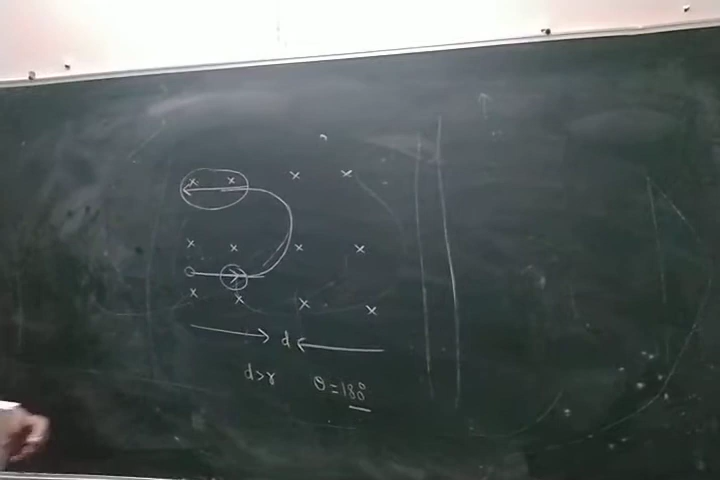 × × × ×
× × × ×
× × × ×
d
d>r θ=180